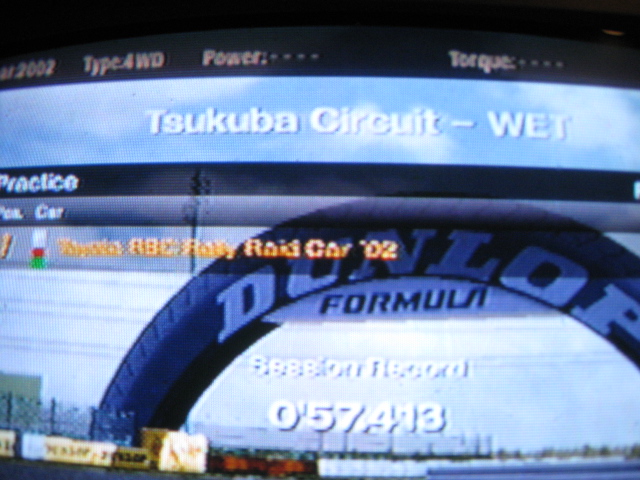 ar:2002 Type:4WD Power:---- Torque:----
Tsukuba Circuit - WET
Practice
Pos. Car
Toyota RSC Rally Raid Car '02
DUNLOP
FORMULA
Session Record
0'57.413